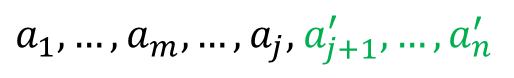 a₁, … , aₘ, … , aⱼ, a′ⱼ₊₁, … , a′ₙ